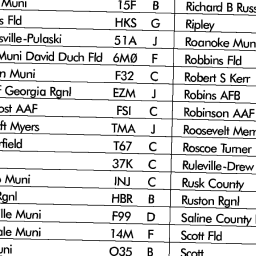 Muni 15F B Richard B Russ
s Fld HKS G Ripley
sville-Pulaski 51A J Roanoke Muni
Muni David Duch Fld 6MØ F Robbins Fld
n Muni F32 C Robert S Kerr
f Georgia Rgnl EZM J Robins AFB
ost AAF FSI C Robinson AAF
ft Myers TMA J Roosevelt Mem
rfield T67 C Roscoe Turner
37K C Ruleville-Drew
o Muni INJ C Rusk County
Rgnl HBR B Ruston Rgnl
lle Muni F99 D Saline County
ale Muni 14M F Scott Fld
uni O35 B Scott